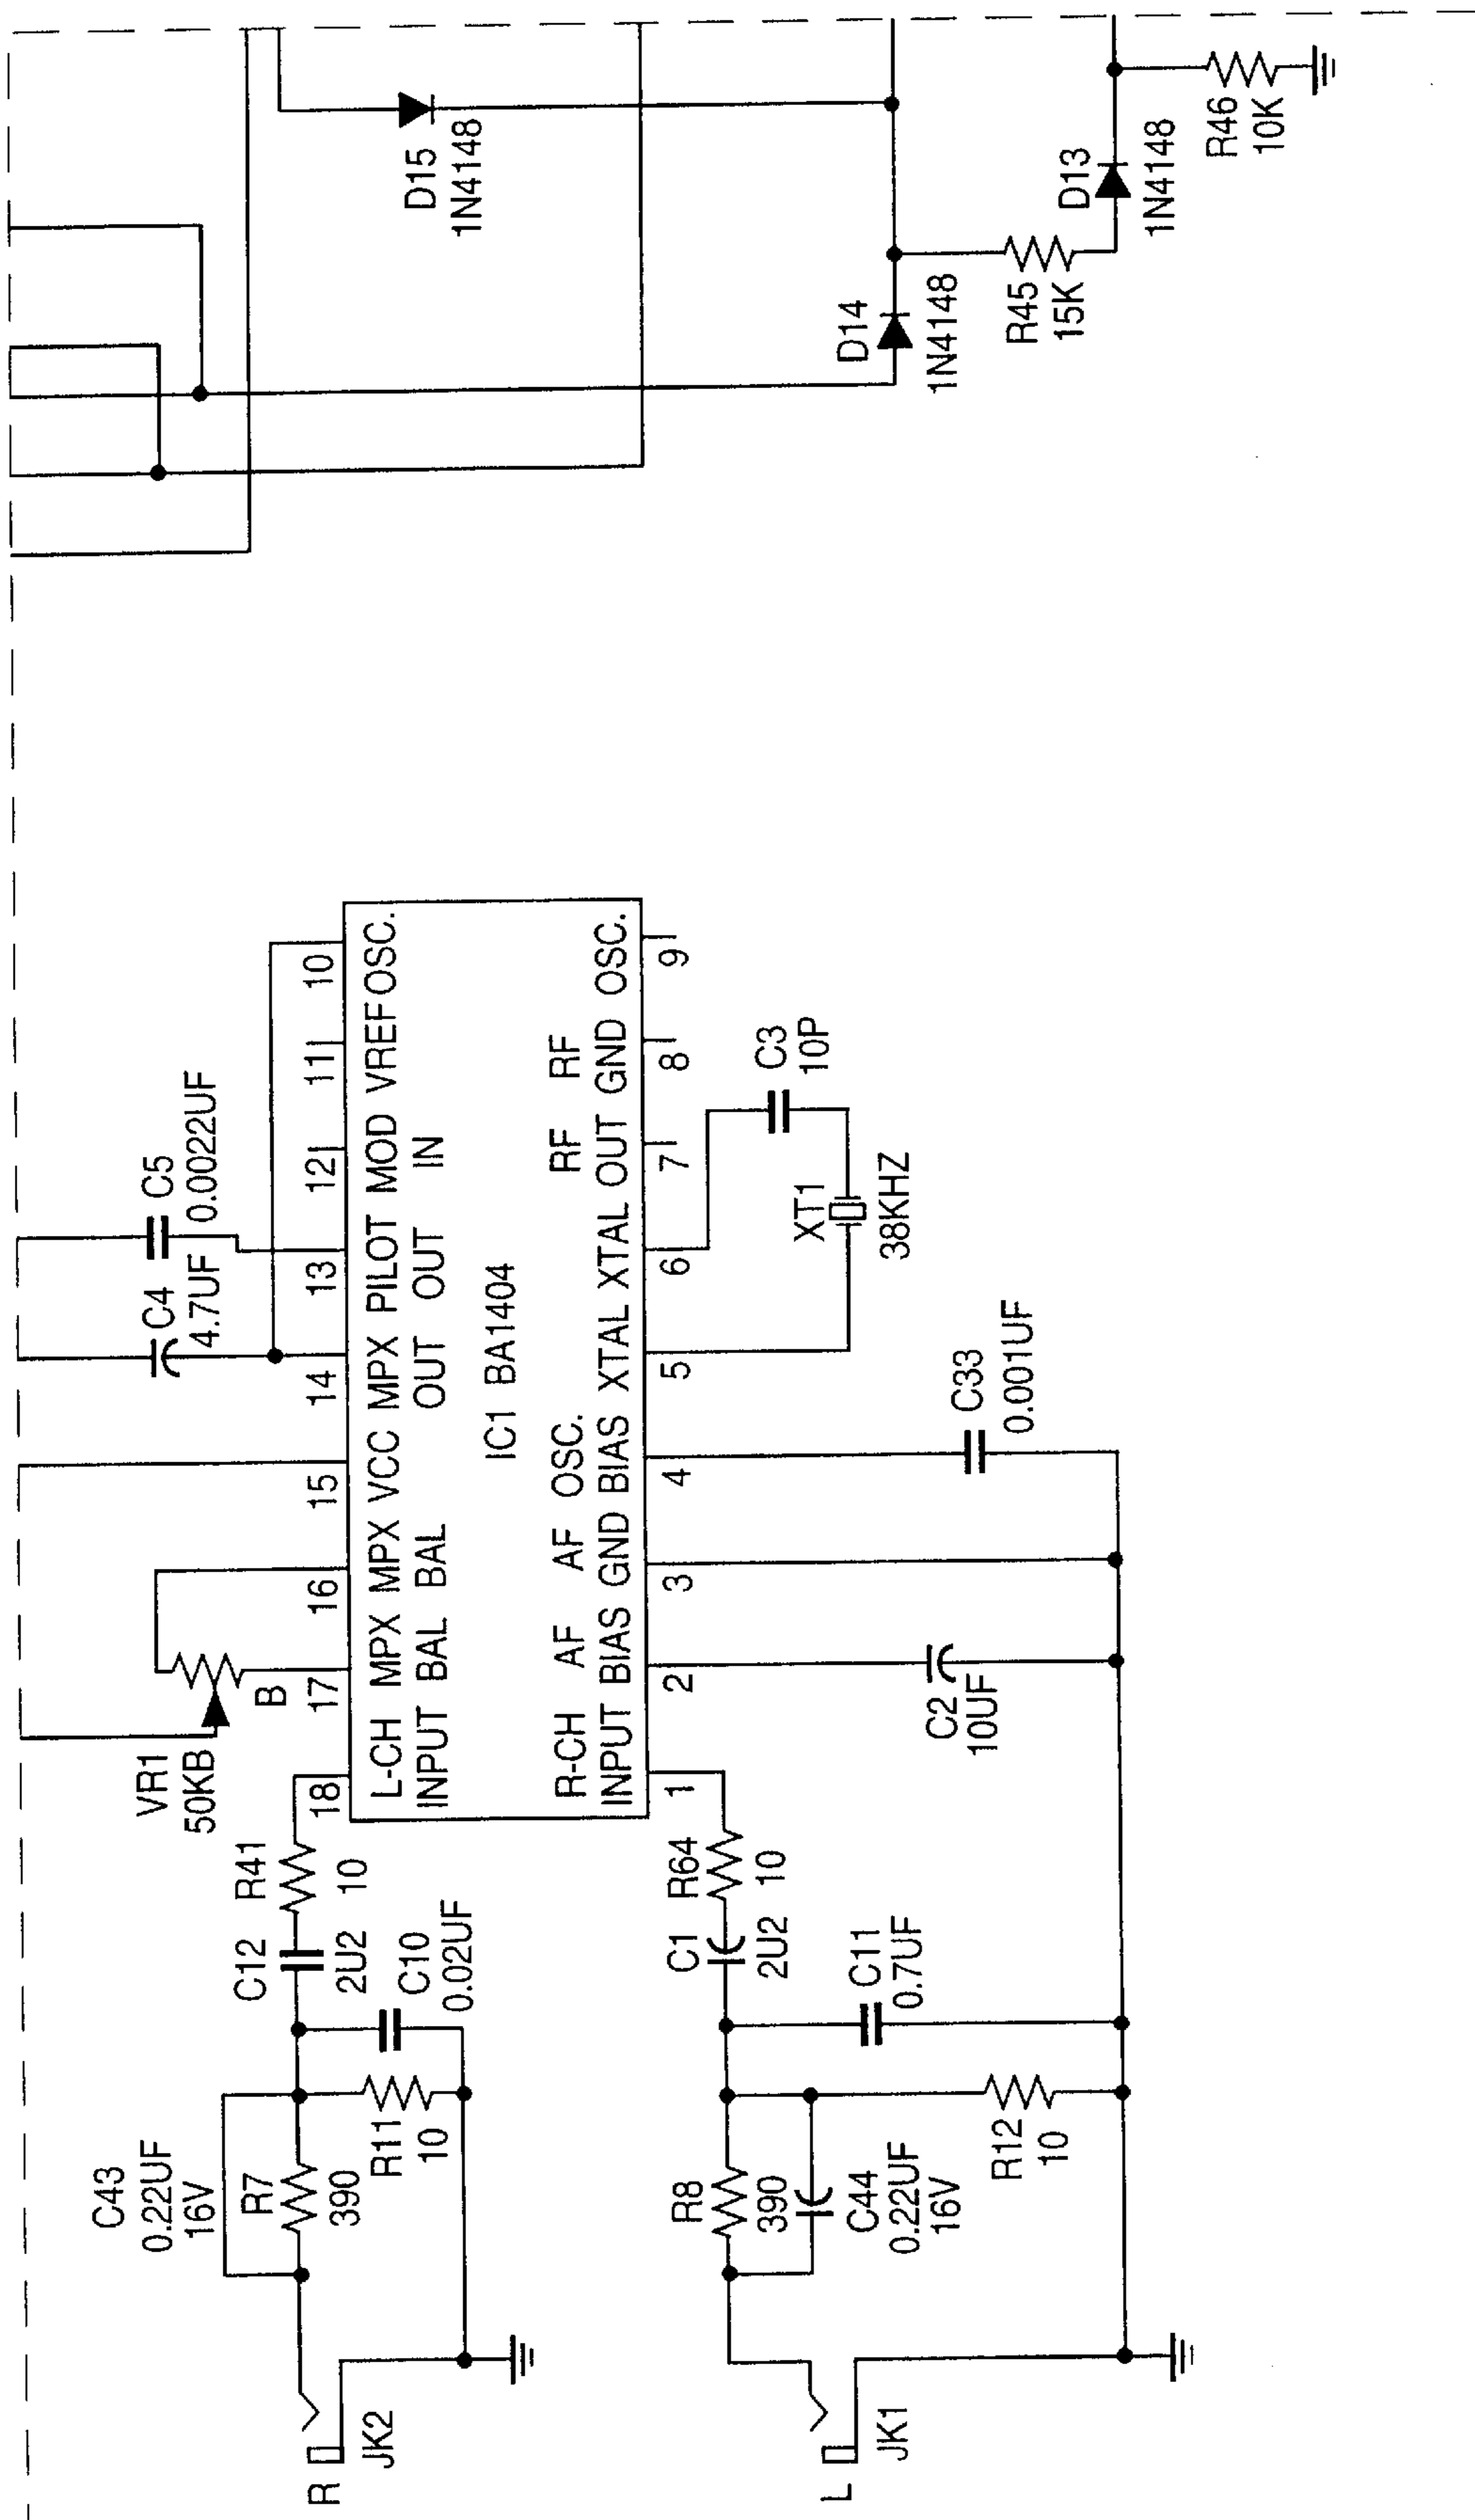 D15
1N4148
D14
1N4148
R45
15K
D13
1N4148
R46
10K
C43
0.22UF
16V
R7
390
R11
10
C12
2U2
R41
10
C10
0.02UF
VR1
50KB
B
C4
4.7UF
C5
0.0022UF
18
17
16
15
14
13
12
11
10
L-CH MPX MPX VCC MPX PILOT MOD VREF OSC.
INPUT BAL BAL OUT OUT IN
IC1 BA1404
R-CH AF AF OSC. RF RF
INPUT BIAS GND BIAS XTAL XTAL OUT GND OSC.
1
2
3
4
5
6
7
8
9
R
JK2
R8
390
C44
0.22UF
16V
R12
10
C1
2U2
R64
10
C11
0.7UF
C2
10UF
C33
0.001UF
XT1
38KHZ
C3
10P
L
JK1